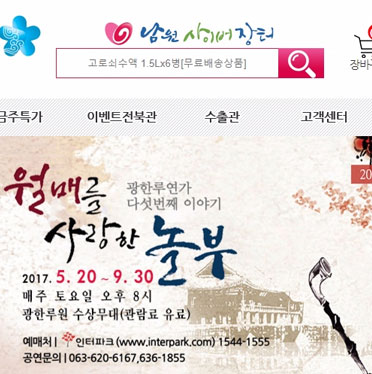 남원 사이버장터
고로쇠수액 1.5Lx6병[무료배송상품]
장바
금주특가
이벤트전북관
수출관
고객센터
20
월매를
사랑한
놀부
광한루연가
다섯번째 이야기
2017. 5. 20 ~ 9. 30
매주 토요일 오후 8시
광한루원 수상무대(관람료 유료)
예매처 | 인터파크 (www.interpark.com) 1544-1555
공연문의 | 063-620-6167,636-1855